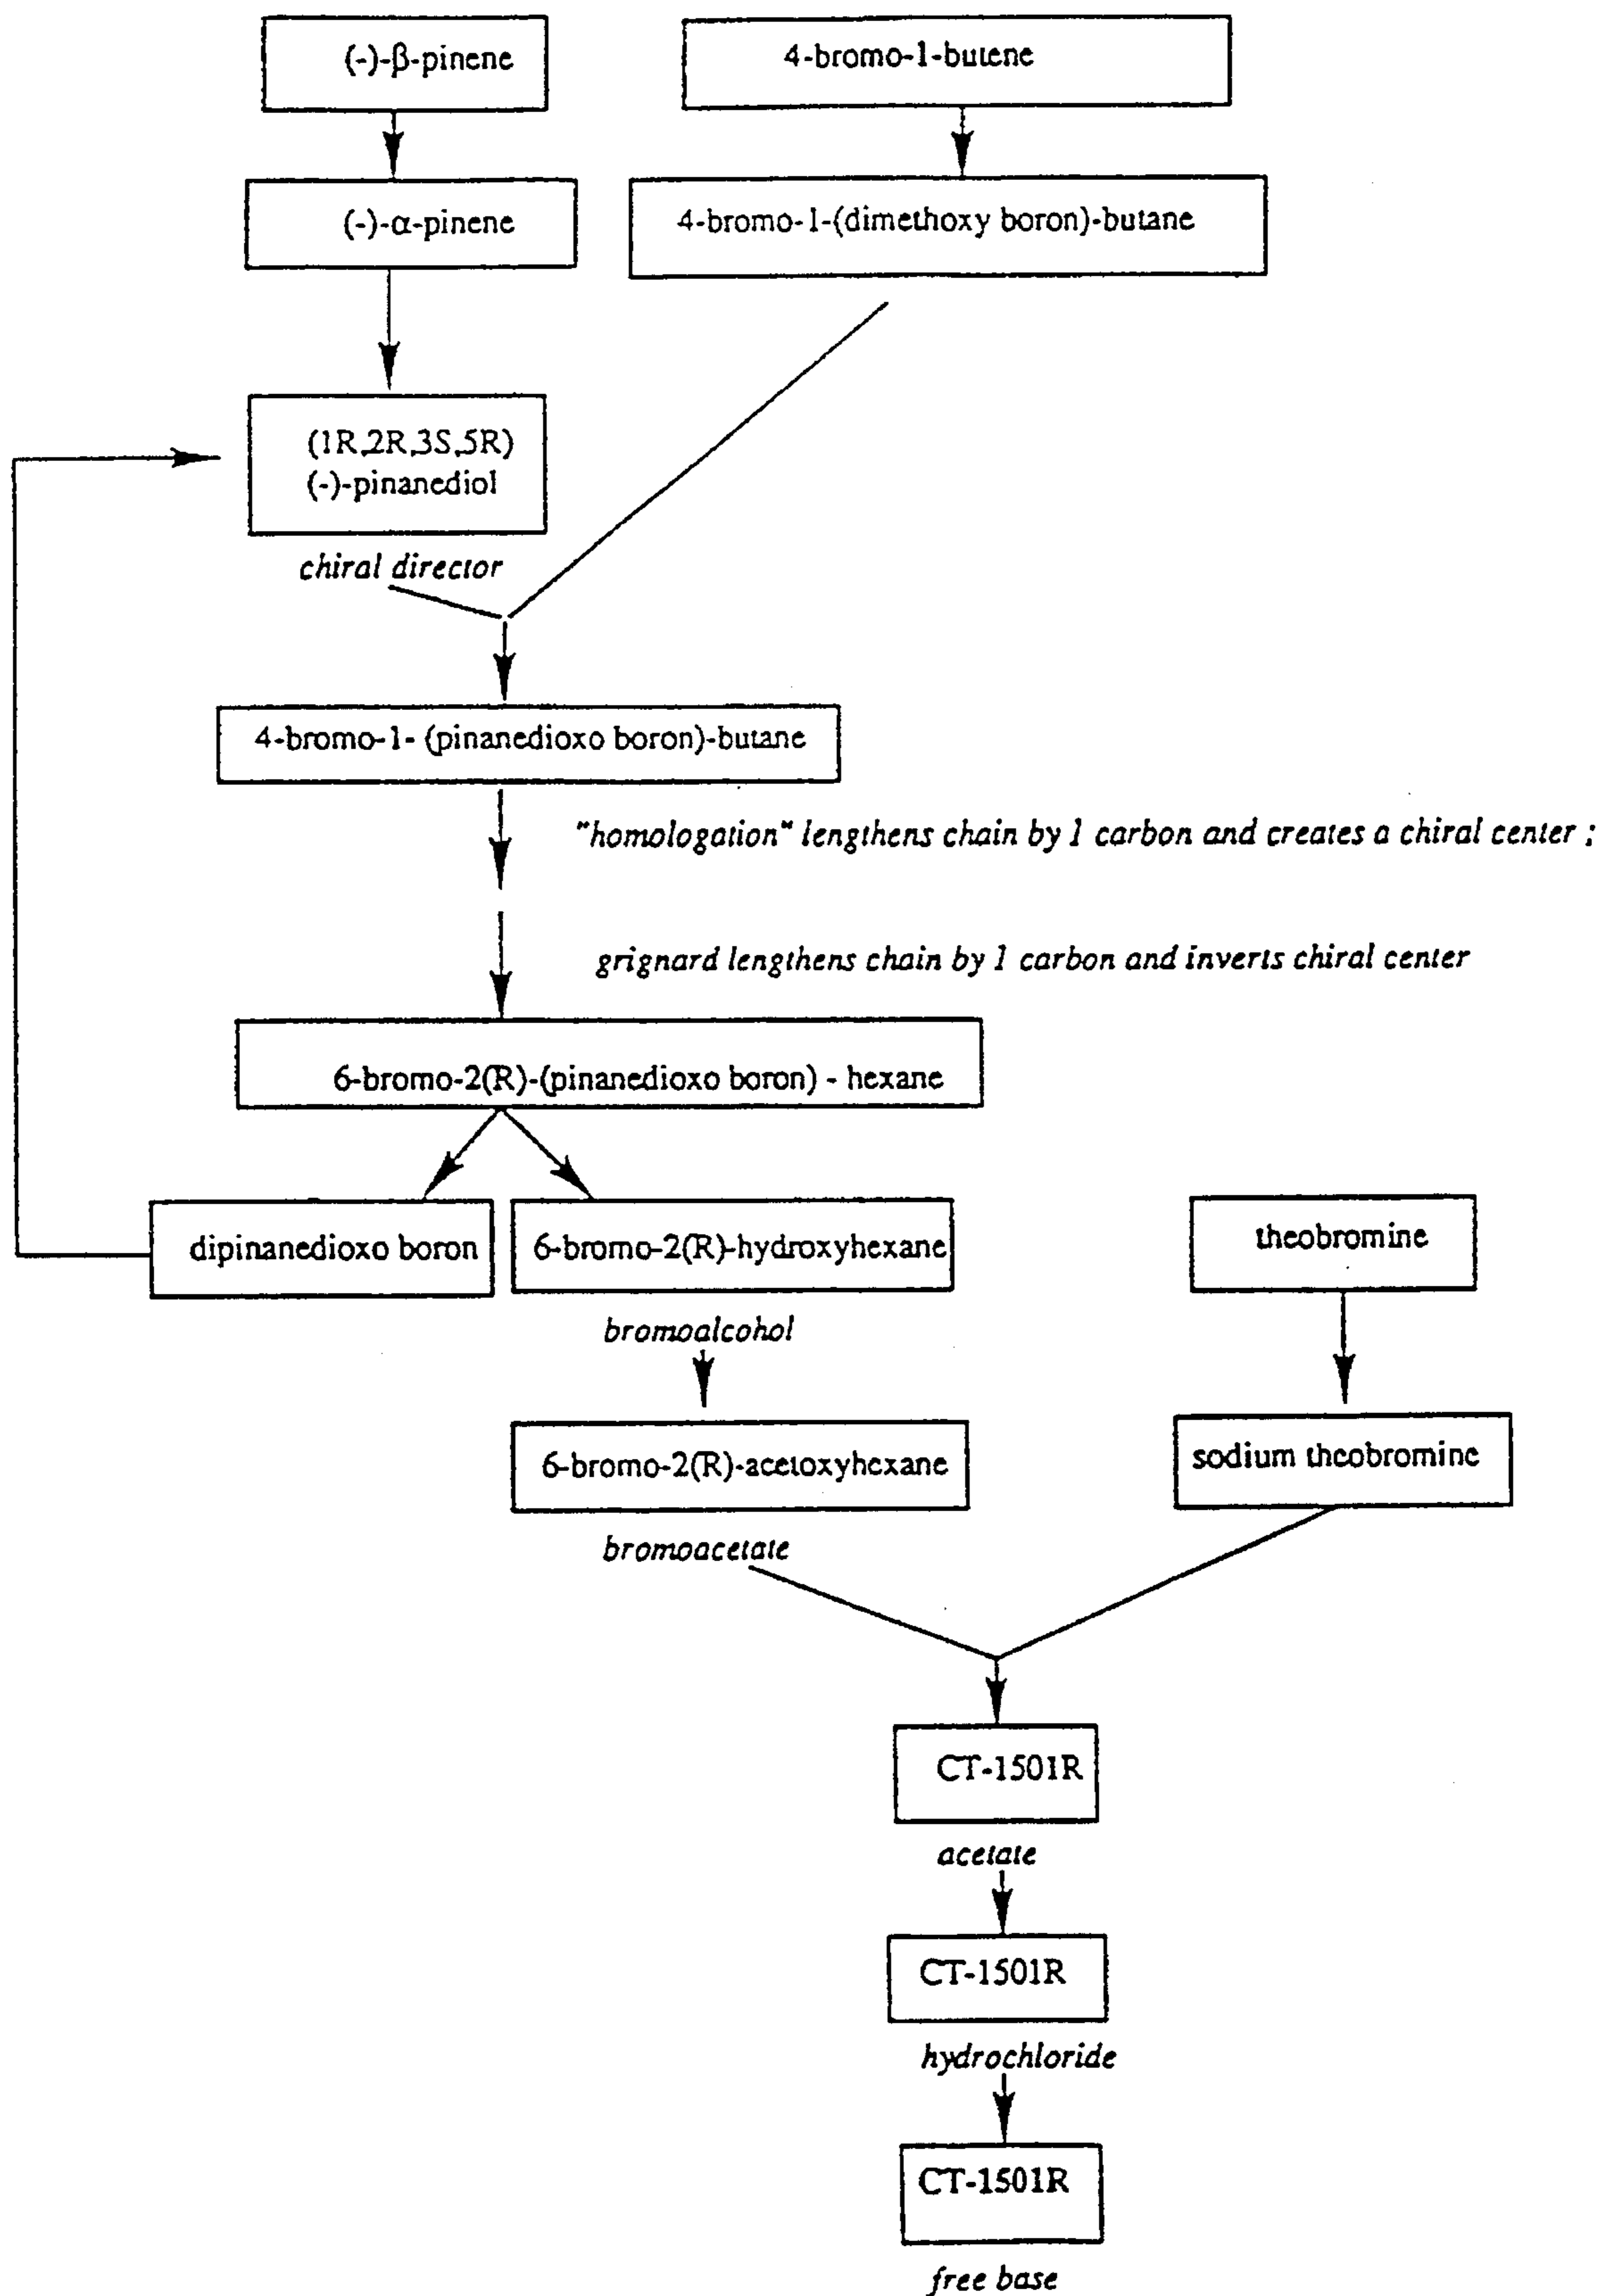 (-)-β-pinene
4-bromo-1-butene
(-)-α-pinene
4-bromo-1-(dimethoxy boron)-butane
(1R,2R,3S,5R)
(-)-pinanediol
chiral director
4-bromo-1- (pinanedioxo boron)-butane
"homologation" lengthens chain by 1 carbon and creates a chiral center ;
grignard lengthens chain by 1 carbon and inverts chiral center
6-bromo-2(R)-(pinanedioxo boron) - hexane
dipinanedioxo boron
6-bromo-2(R)-hydroxyhexane
theobromine
bromoalcohol
6-bromo-2(R)-acetoxyhexane
sodium theobromine
bromoacetate
CT-1501R
acetate
CT-1501R
hydrochloride
CT-1501R
free base